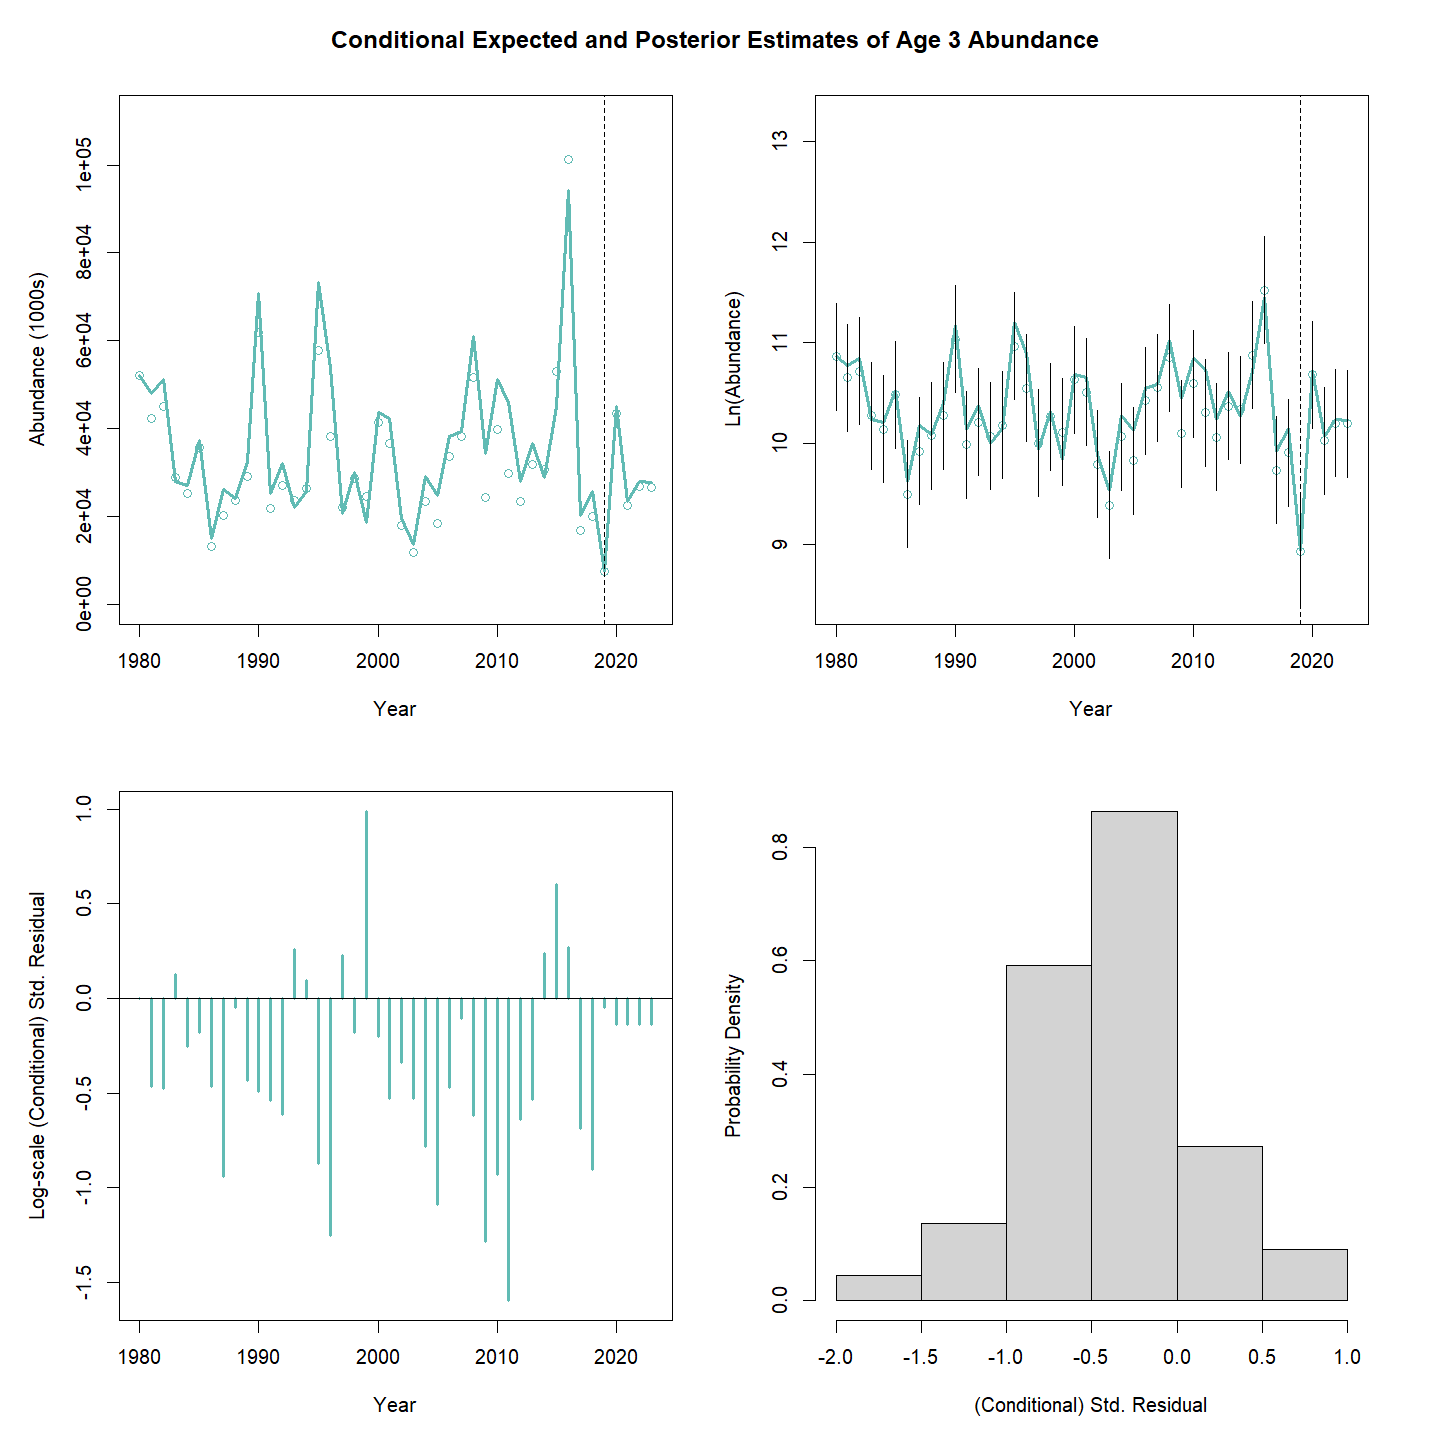 Conditional Expected and Posterior Estimates of Age 3 Abundance
Abundance (1000s)
1e+05
8e+04
6e+04
4e+04
2e+04
0e+00
1980 1990 2000 2010 2020
Year
Ln(Abundance)
13
12
11
10
9
1980 1990 2000 2010 2020
Year
Log-scale (Conditional) Std. Residual
1.0
0.5
0.0
-0.5
-1.0
-1.5
1980 1990 2000 2010 2020
Year
Probability Density
0.8
0.6
0.4
0.2
0.0
-2.0 -1.5 -1.0 -0.5 0.0 0.5 1.0
(Conditional) Std. Residual